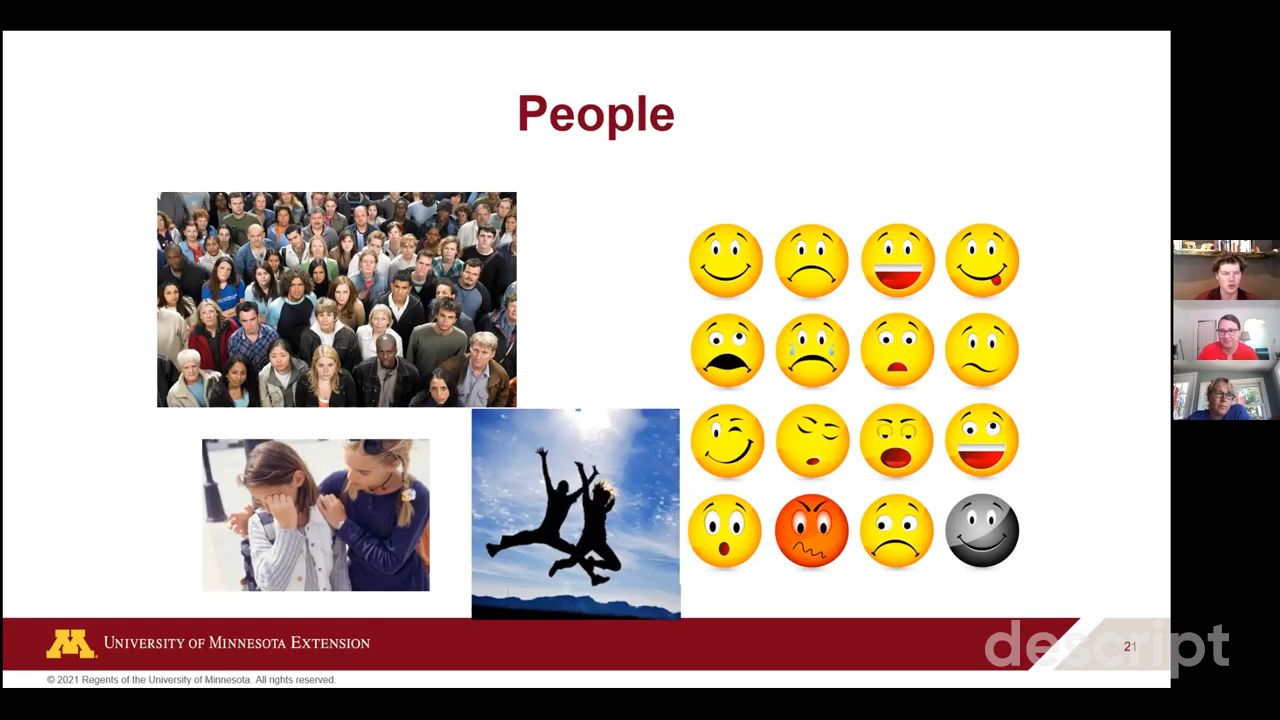 People
UNIVERSITY OF MINNESOTA EXTENSION
21
descript
© 2021 Regents of the University of Minnesota. All rights reserved.